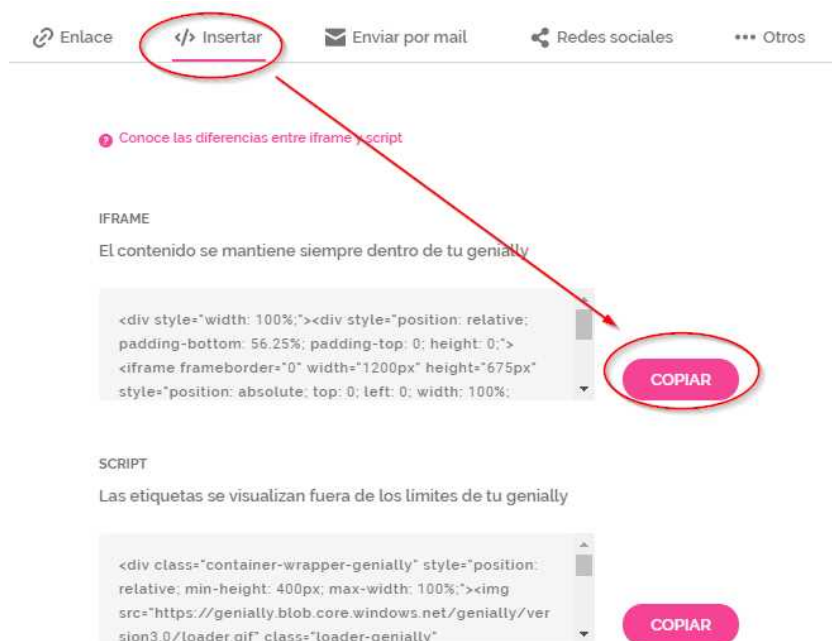 Enlace
</> Insertar
Enviar por mail
Redes sociales
Otros
Conoce las diferencias entre iframe y script
IFRAME
El contenido se mantiene siempre dentro de tu genially
<div style="width: 100%;"><div style="position: relative;
padding-bottom: 56.25%; padding-top: 0; height: 0;">
<iframe frameborder="0" width="1200px" height="675px"
style="position: absolute; top: 0; left: 0; width: 100%;
COPIAR
SCRIPT
Las etiquetas se visualizan fuera de los límites de tu genially
<div class="container-wrapper-genially" style="position:
relative; min-height: 400px; max-width: 100%;"><img
src="https://genially.blob.core.windows.net/genially/ver
sion3.0/loader.gif" class="loader-genially"
COPIAR